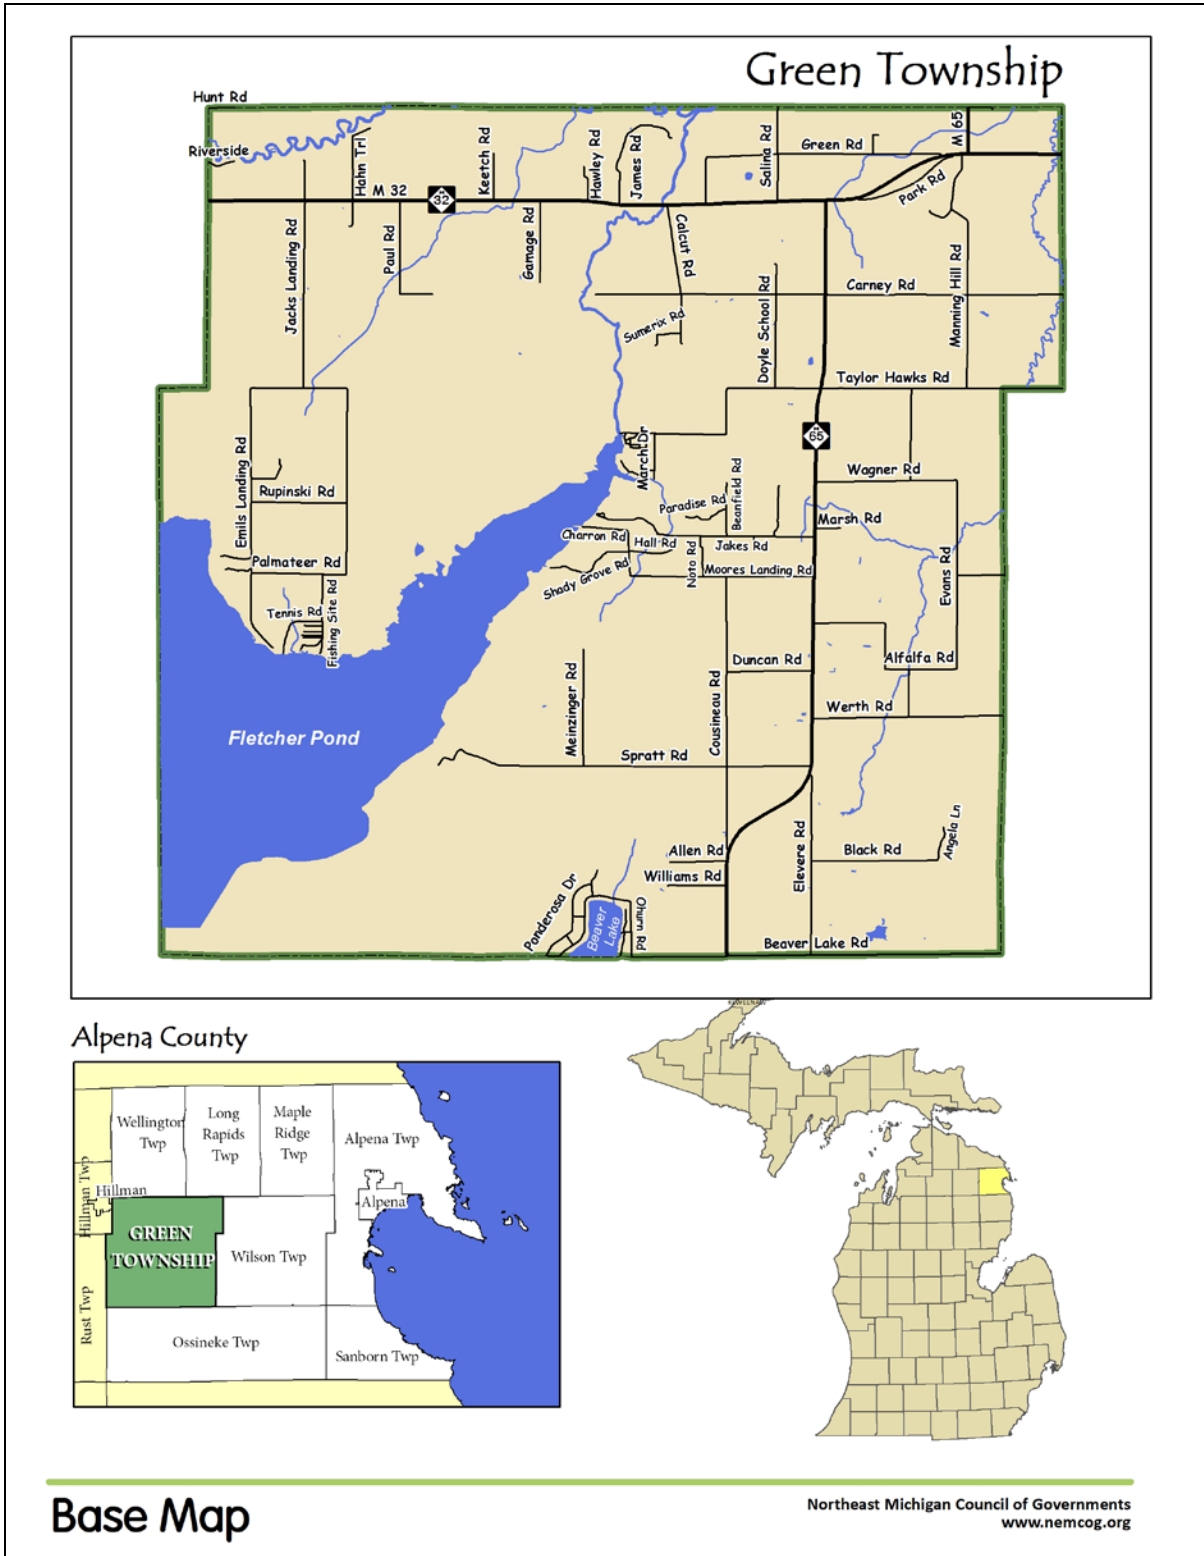 Green Township
Hunt Rd
Riverside
Hahn Trl
Keetch Rd
Hawley Rd
James Rd
Salina Rd
Green Rd
M 65
M 32
32
Park Rd
Jacks Landing Rd
Paul Rd
Gamage Rd
Calcut Rd
Doyle School Rd
Carney Rd
Manning Hill Rd
Sumerix Rd
Taylor Hawks Rd
65
March Dr
Emils Landing Rd
Rupinski Rd
Wagner Rd
Paradise Rd
Beanfield Rd
Marsh Rd
Charron Rd
Hall Rd
Noto Rd
Jakes Rd
Palmateer Rd
Shady Grove Rd
Moores Landing Rd
Evans Rd
Tennis Rd
Fishing Site Rd
Duncan Rd
Alfalfa Rd
Meinzinger Rd
Cousineau Rd
Werth Rd
Fletcher Pond
Spratt Rd
Allen Rd
Elevere Rd
Black Rd
Angela Ln
Williams Rd
Ponderosa Dr
Beaver
Lake
Ohurn Rd
Beaver Lake Rd
Alpena County
Wellington
Twp
Long
Rapids
Twp
Maple
Ridge
Twp
Alpena Twp
Hillman Twp
Hillman
Alpena
GREEN
TOWNSHIP
Wilson Twp
Rust Twp
Ossineke Twp
Sanborn Twp
Base Map
Northeast Michigan Council of Governments
www.nemcog.org